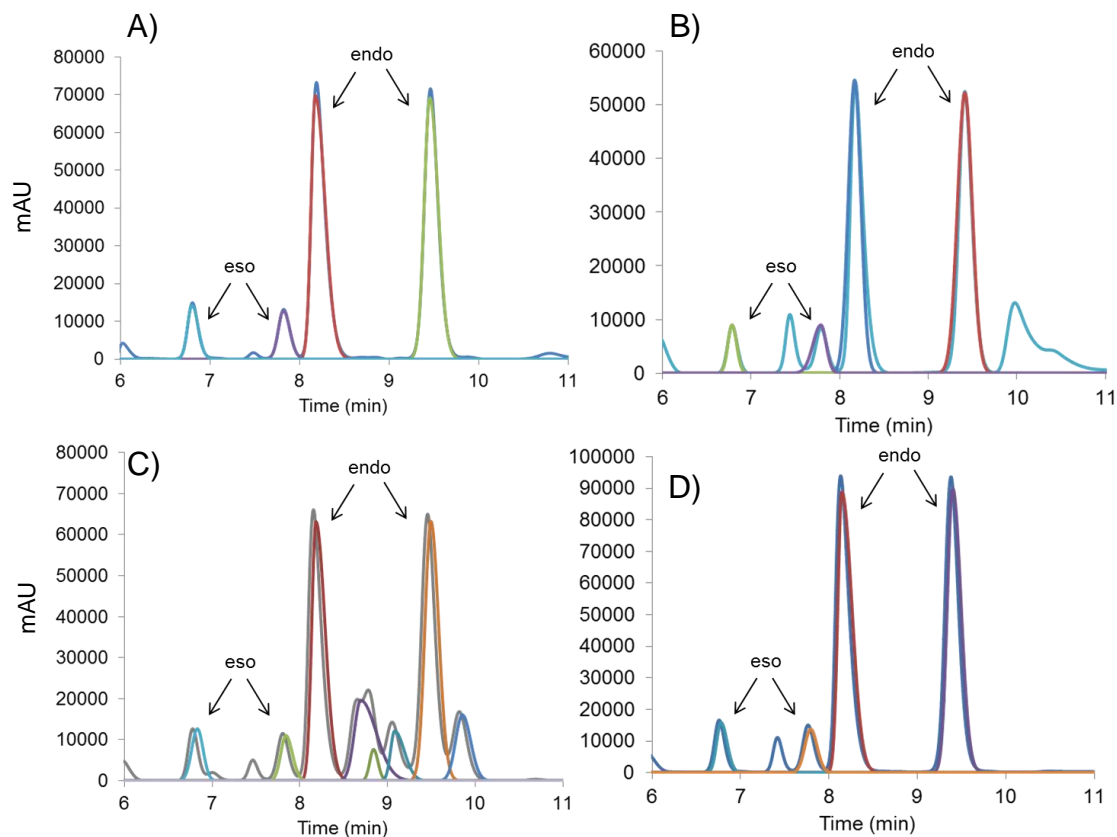 A)
80000
70000
60000
50000
40000
30000
20000
10000
0
mAU
endo
eso
6 7 8 9 10 11
Time (min)
B)
60000
50000
40000
30000
20000
10000
0
endo
eso
6 7 8 9 10 11
Time (min)
C)
80000
70000
60000
50000
40000
30000
20000
10000
0
mAU
endo
eso
6 7 8 9 10 11
Time (min)
D)
100000
90000
80000
70000
60000
50000
40000
30000
20000
10000
0
endo
eso
6 7 8 9 10 11
Time (min)